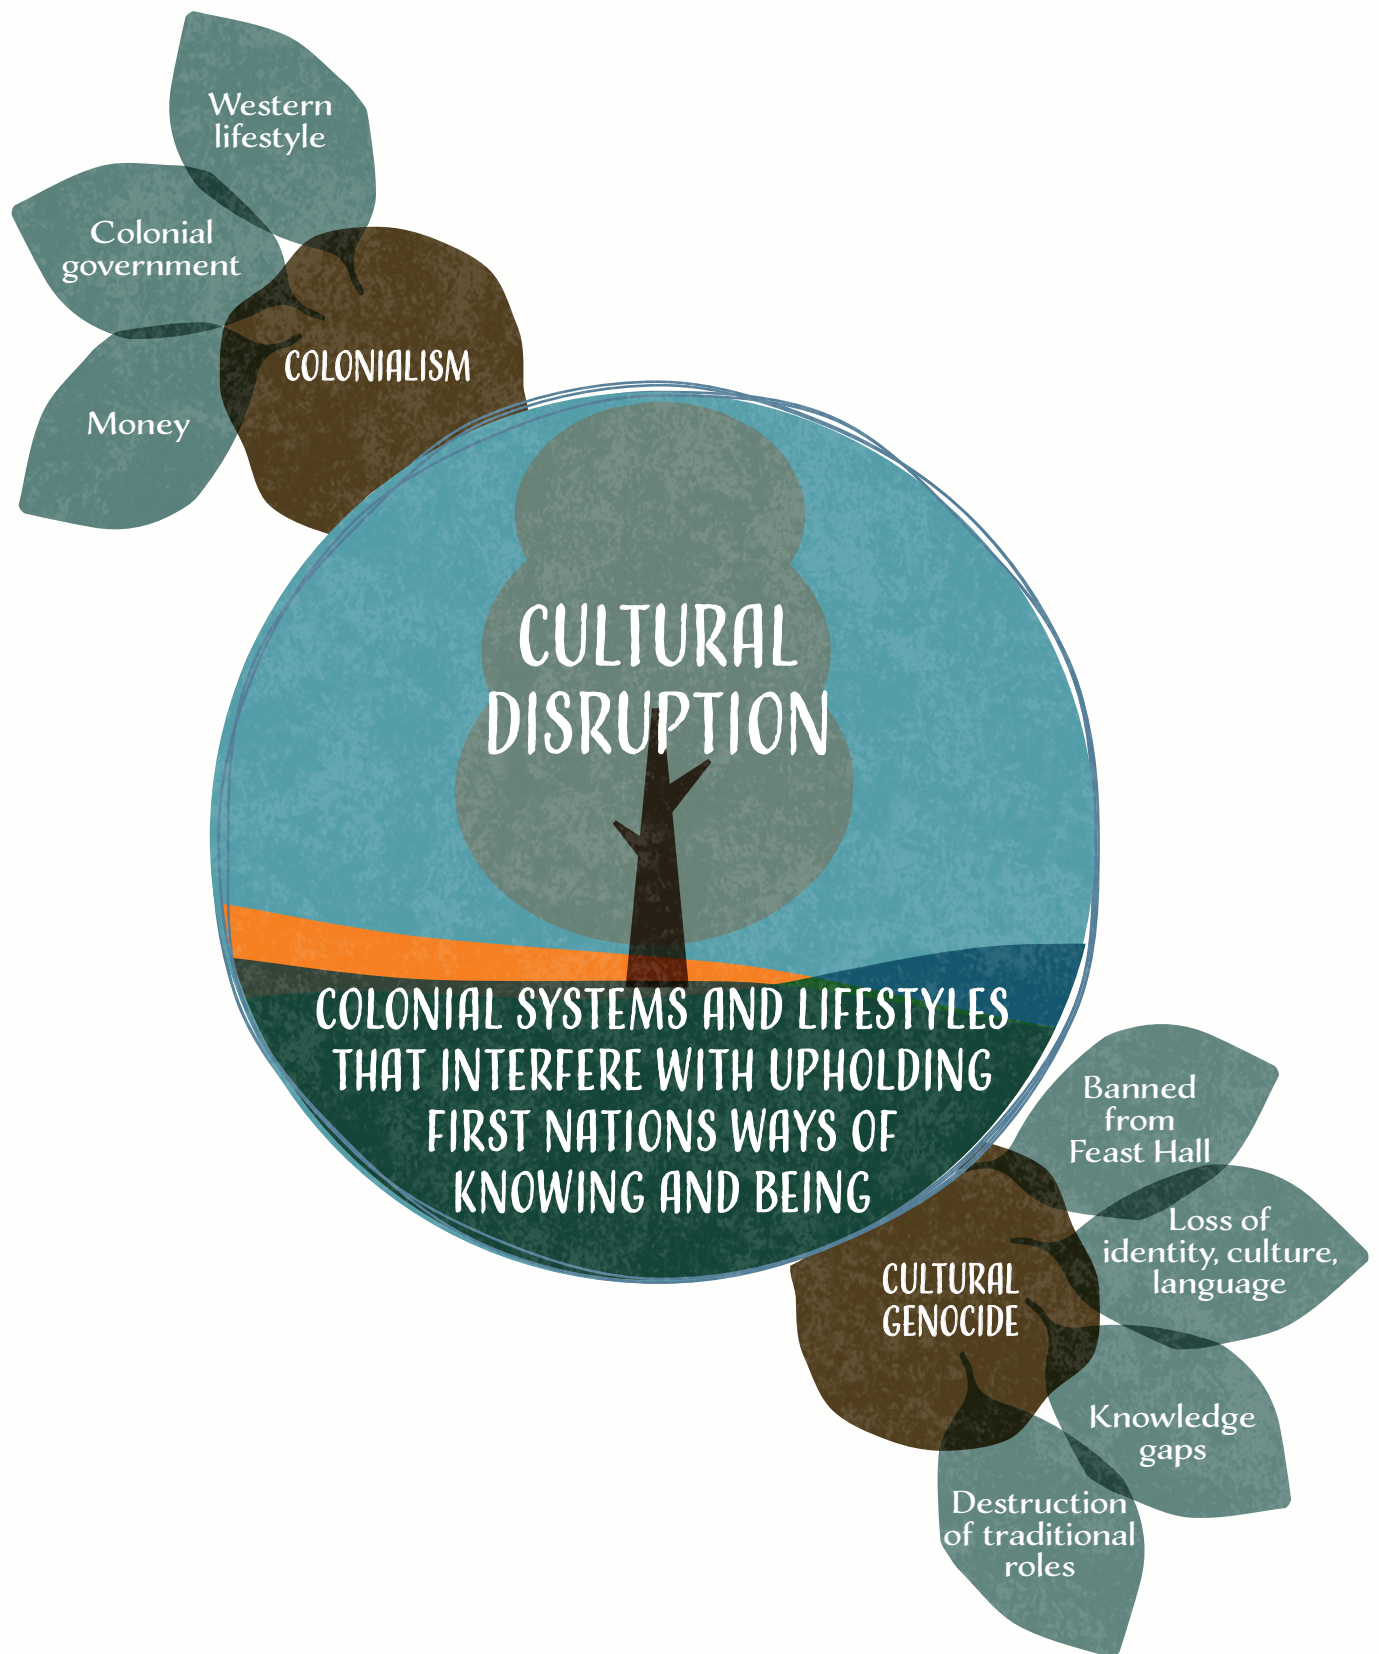 Western
lifestyle
Colonial
government
Money
COLONIALISM
CULTURAL
DISRUPTION
COLONIAL SYSTEMS AND LIFESTYLES
THAT INTERFERE WITH UPHOLDING
FIRST NATIONS WAYS OF
KNOWING AND BEING
CULTURAL
GENOCIDE
Banned
from
Feast Hall
Loss of
identity, culture,
language
Knowledge
gaps
Destruction
of traditional
roles